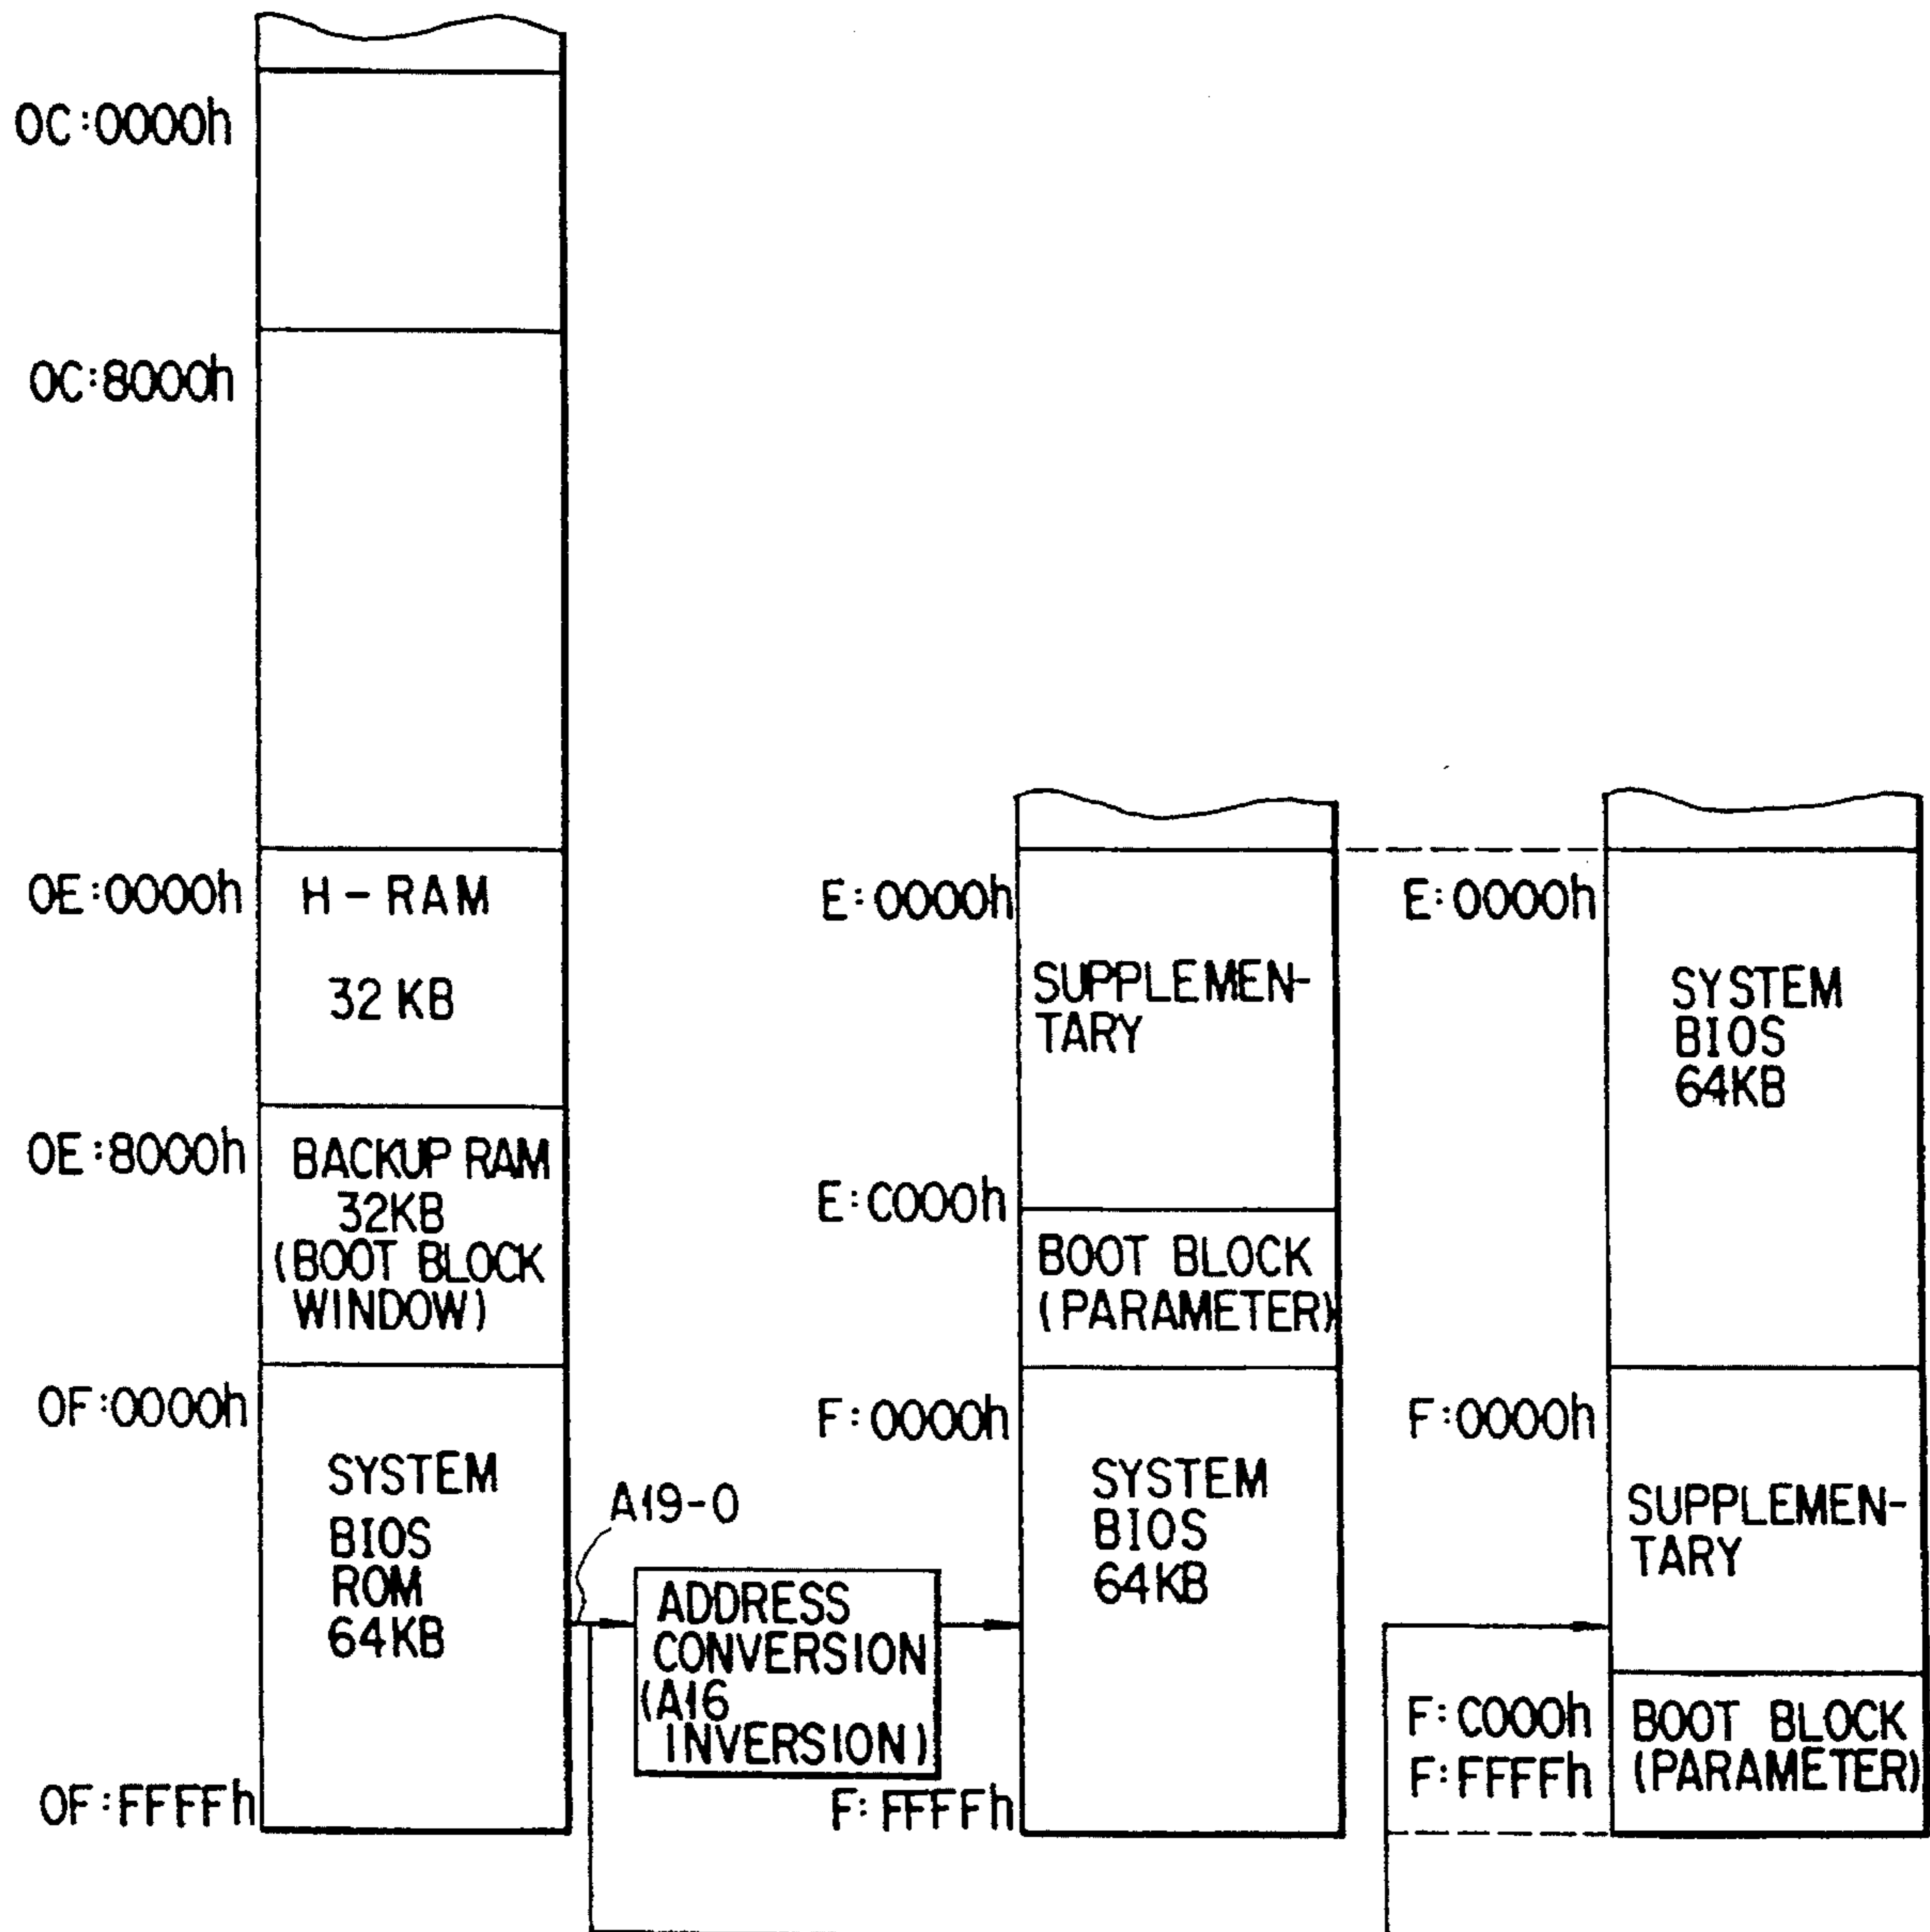 0C:0000h
0C:8000h
0E:0000h
H-RAM
32 KB
0E:8000h
BACKUP RAM
32KB
(BOOT BLOCK
WINDOW)
0F:0000h
SYSTEM
BIOS
ROM
64KB
0F:FFFFh
A19-0
ADDRESS
CONVERSION
(A16
INVERSION)
E:0000h
SUPPLEMEN-
TARY
E:C000h
BOOT BLOCK
(PARAMETER)
F:0000h
SYSTEM
BIOS
64KB
F:FFFFh
E:0000h
SYSTEM
BIOS
64KB
F:0000h
SUPPLEMEN-
TARY
F:C000h
F:FFFFh
BOOT BLOCK
(PARAMETER)